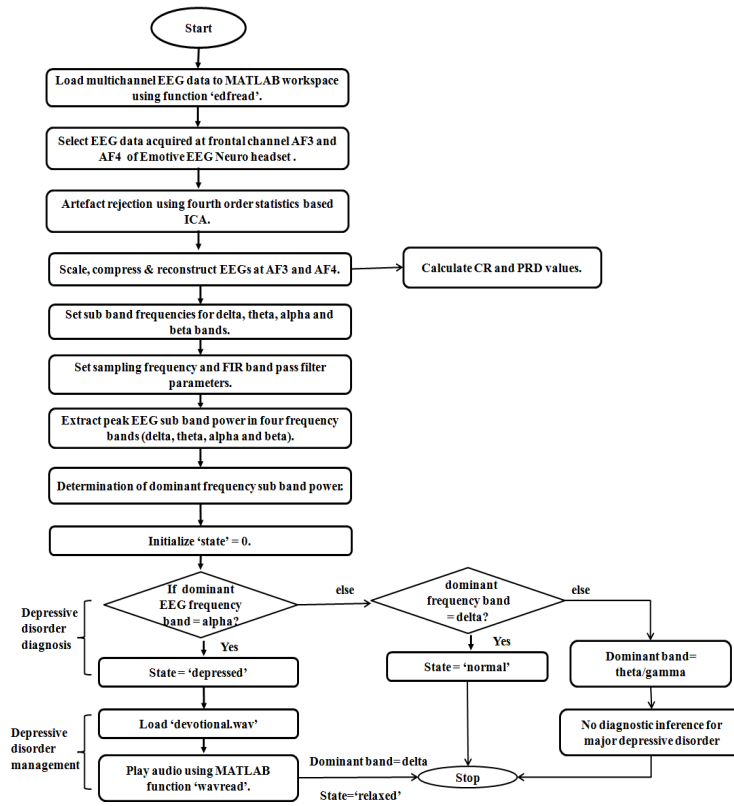 Start
Load multichannel EEG data to MATLAB workspace
using function ‘edfread’.
Select EEG data acquired at frontal channel AF3 and
AF4 of Emotive EEG Neuro headset .
Artefact rejection using fourth order statistics based
ICA.
Scale, compress & reconstruct EEGs at AF3 and AF4.
Calculate CR and PRD values.
Set sub band frequencies for delta, theta, alpha and
beta bands.
Set sampling frequency and FIR band pass filter
parameters.
Extract peak EEG sub band power in four frequency
bands (delta, theta, alpha and beta).
Determination of dominant frequency sub band power.
Initialize ‘state’ = 0.
If dominant
EEG frequency
band = alpha?
else
dominant
frequency band
= delta?
else
Depressive
disorder
diagnosis
Yes
Yes
State = ‘depressed’
State = ‘normal’
Dominant band=
theta/gamma
Depressive
disorder
management
Load ‘devotional.wav’
No diagnostic inference for
major depressive disorder
Play audio using MATLAB
function ‘wavread’.
Dominant band= delta
State=‘relaxed’
Stop